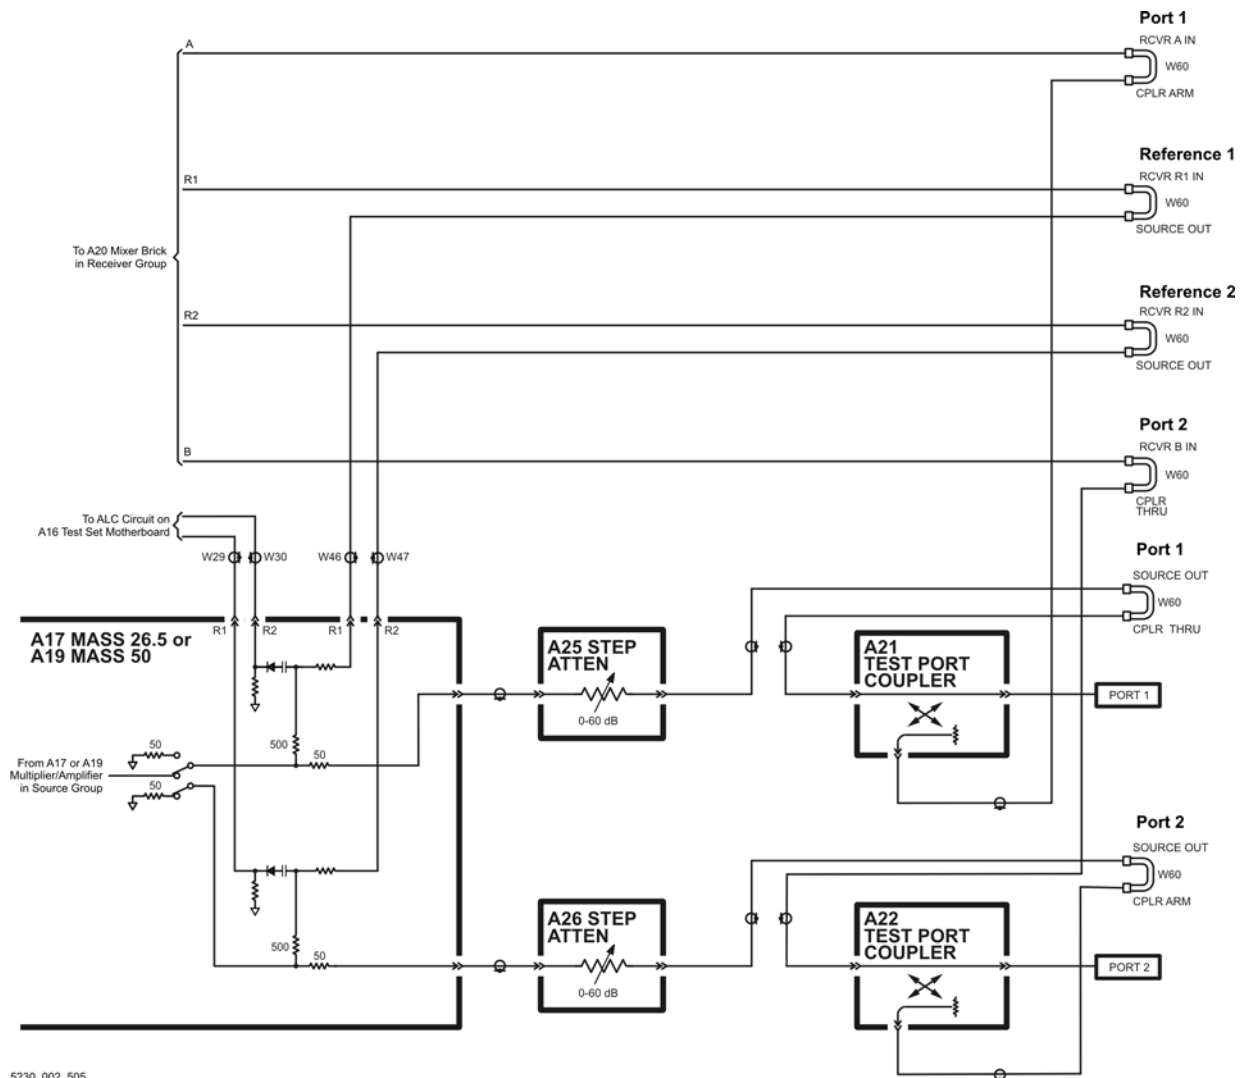 Port 1
A
RCVR A IN
W60
CPLR ARM
Reference 1
R1
RCVR R1 IN
W60
SOURCE OUT
To A20 Mixer Brick
in Receiver Group
Reference 2
R2
RCVR R2 IN
W60
SOURCE OUT
Port 2
B
RCVR B IN
W60
CPLR
THRU
To ALC Circuit on
A16 Test Set Motherboard
W29
W30
W46
W47
Port 1
SOURCE OUT
W60
CPLR THRU
R1
R2
R1
R2
A17 MASS 26.5 or
A19 MASS 50
A25 STEP
ATTEN
0-60 dB
A21
TEST PORT
COUPLER
PORT 1
500
50
50
From A17 or A19
Multiplier/Amplifier
in Source Group
50
Port 2
SOURCE OUT
W60
CPLR ARM
A26 STEP
ATTEN
0-60 dB
A22
TEST PORT
COUPLER
PORT 2
500
50
5230_002_505